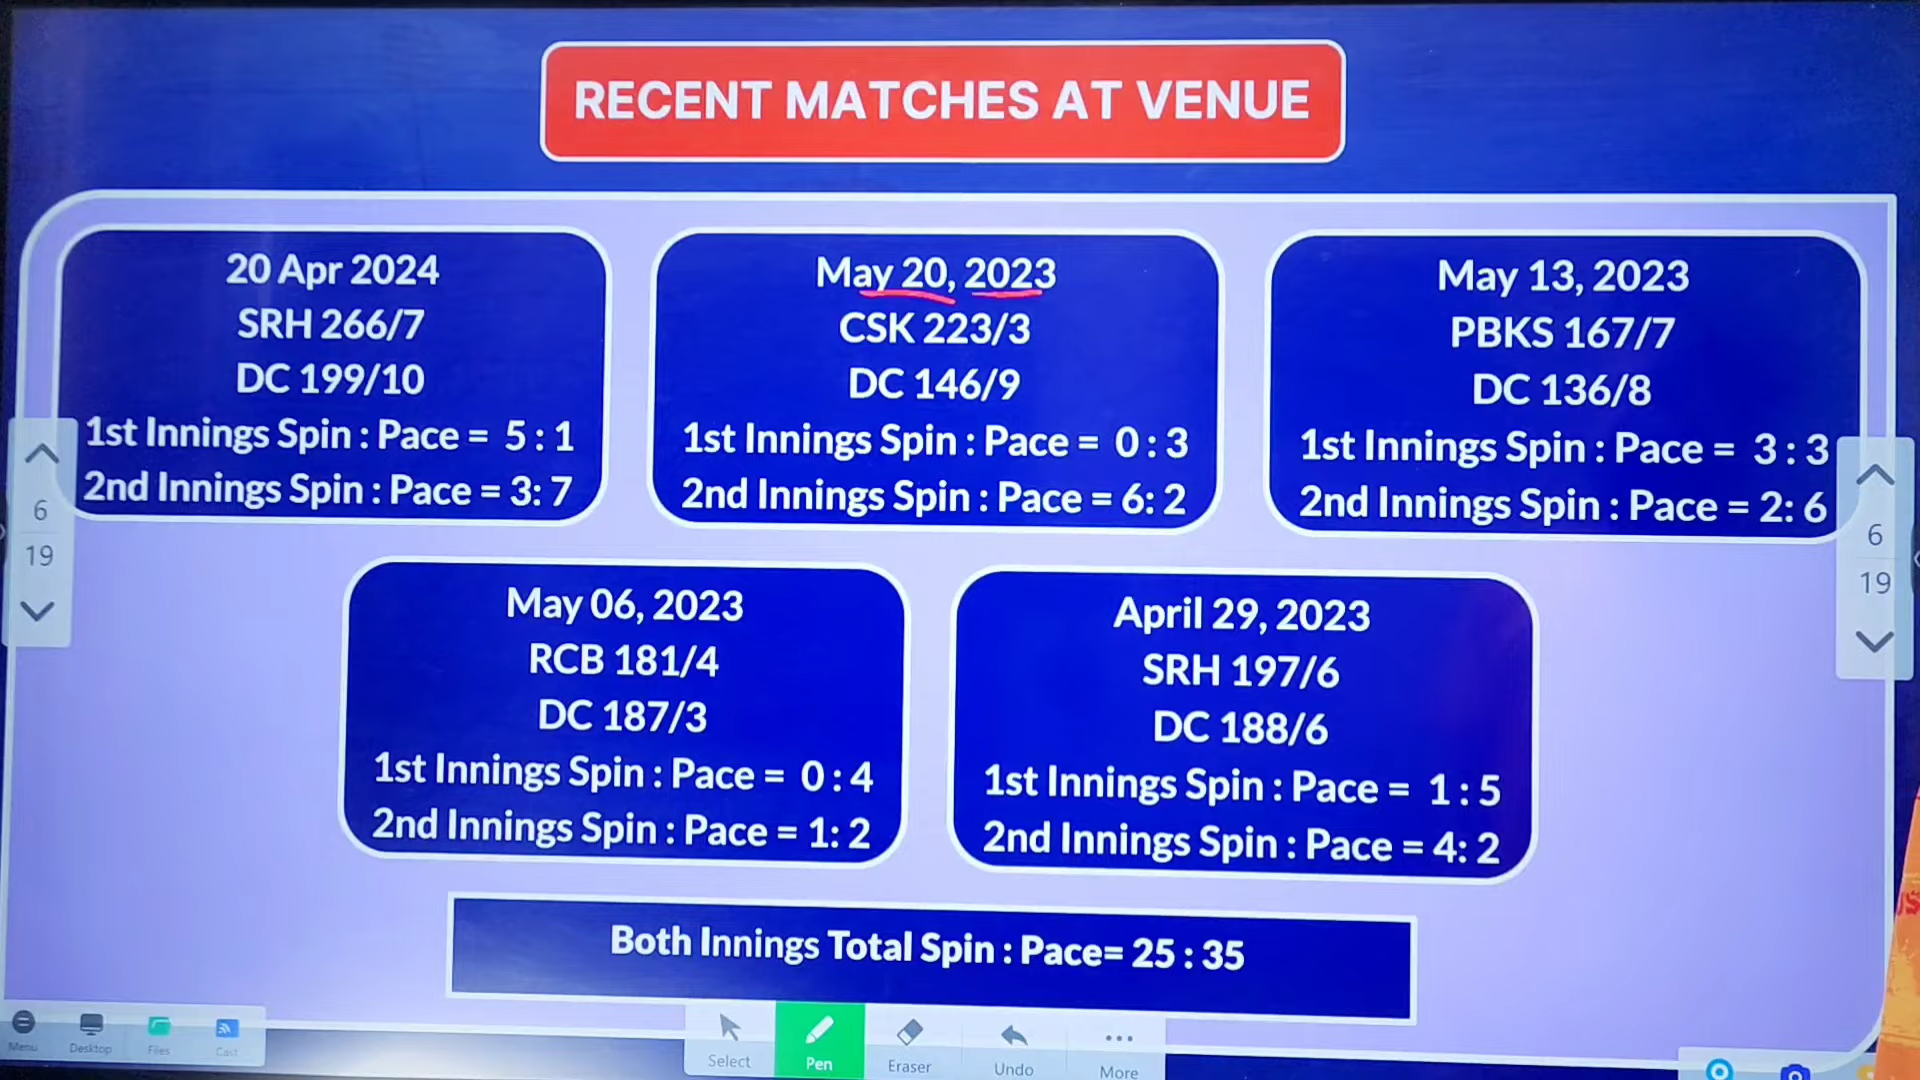 RECENT MATCHES AT VENUE
20 Apr 2024
SRH 266/7
DC 199/10
1st Innings Spin : Pace = 5 : 1
2nd Innings Spin : Pace = 3: 7
May 20, 2023
CSK 223/3
DC 146/9
1st Innings Spin : Pace = 0 : 3
2nd Innings Spin : Pace = 6: 2
May 13, 2023
PBKS 167/7
DC 136/8
1st Innings Spin : Pace = 3 : 3
2nd Innings Spin : Pace = 2: 6
6
19
6
19
May 06, 2023
RCB 181/4
DC 187/3
1st Innings Spin : Pace = 0 : 4
2nd Innings Spin : Pace = 1: 2
April 29, 2023
SRH 197/6
DC 188/6
1st Innings Spin : Pace = 1 : 5
2nd Innings Spin : Pace = 4: 2
Both Innings Total Spin : Pace= 25 : 35
Menu
Desktop
Files
Cast
Select
Pen
Eraser
Undo
More